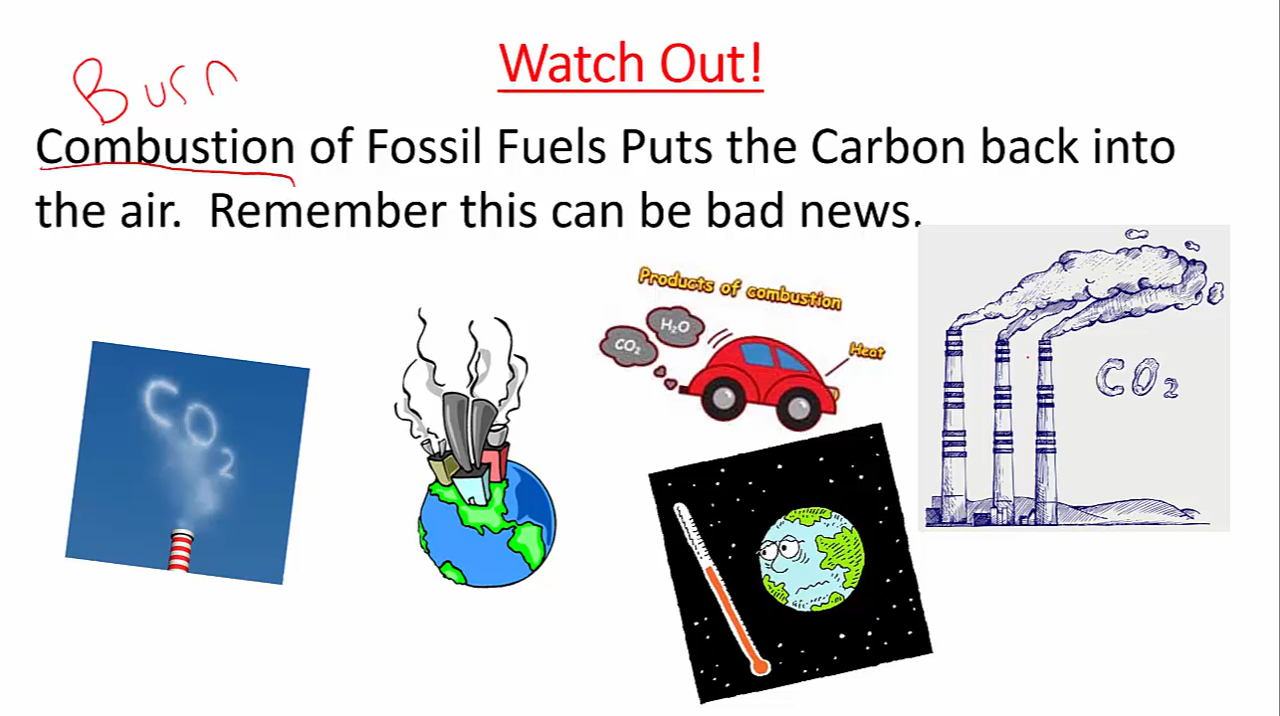 Watch Out!
Burn
Combustion of Fossil Fuels Puts the Carbon back into
the air. Remember this can be bad news.
Products of combustion
H₂O
CO₂
Heat
CO₂
CO₂